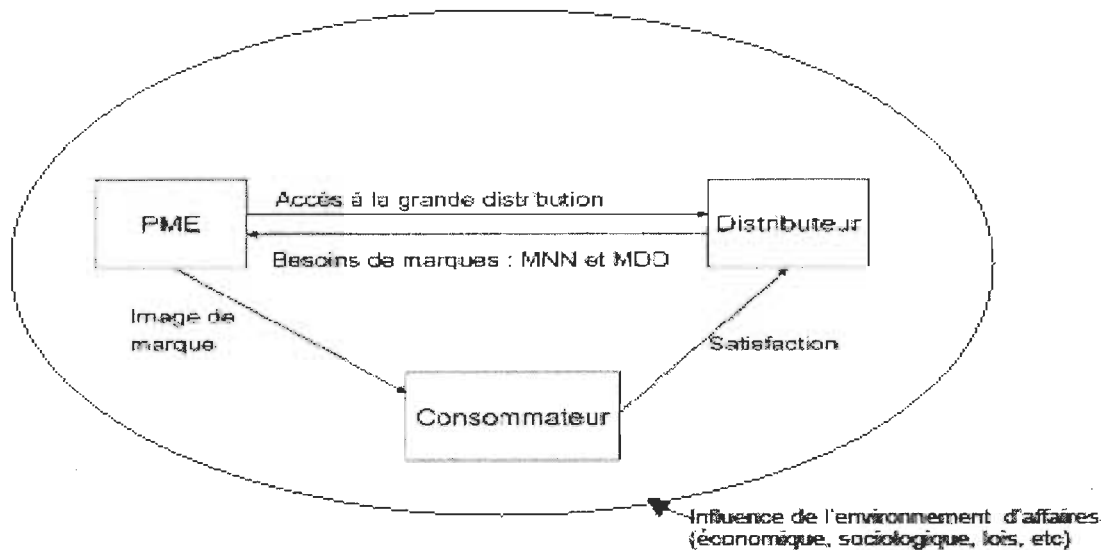 Accès à la grande distribution
PME
Distributeur
Besoins de marques : MNN et MDD
Image de
marque
Satisfaction
Consommateur
Influence de l'environnement d'affaires
(économique, sociologique, lois, etc)